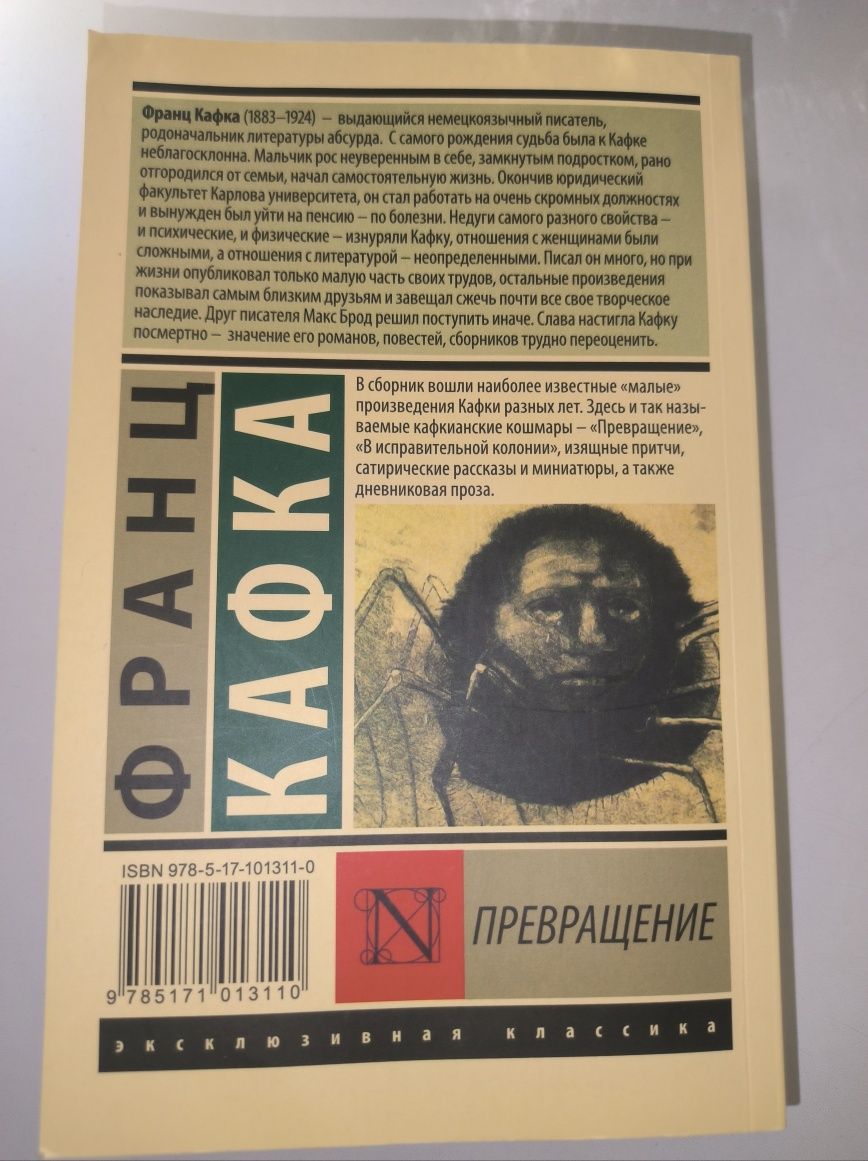 Франц Кафка (1883–1924) – выдающийся немецкоязычный писатель,
родоначальник литературы абсурда. С самого рождения судьба была к Кафке
неблагосклонна. Мальчик рос неуверенным в себе, замкнутым подростком, рано
отгородился от семьи, начал самостоятельную жизнь. Окончив юридический
факультет Карлова университета, он стал работать на очень скромных должностях
и вынужден был уйти на пенсию – по болезни. Недуги самого разного свойства –
и психические, и физические – изнуряли Кафку, отношения с женщинами были
сложными, а отношения с литературой – неопределенными. Писал он много, но при
жизни опубликовал только малую часть своих трудов, остальные произведения
показывал самым близким друзьям и завещал сжечь почти все свое творческое
наследие. Друг писателя Макс Брод решил поступить иначе. Слава настигла Кафку
посмертно – значение его романов, повестей, сборников трудно переоценить.
ФРАНЦ
КАФКА
В сборник вошли наиболее известные «малые»
произведения Кафки разных лет. Здесь и так назы-
ваемые кафкианские кошмары – «Превращение»,
«В исправительной колонии», изящные притчи,
сатирические рассказы и миниатюры, а также
дневниковая проза.
ISBN 978-5-17-101311-0
9 785171 013110
N
ПРЕВРАЩЕНИЕ
эксклюзивная классика